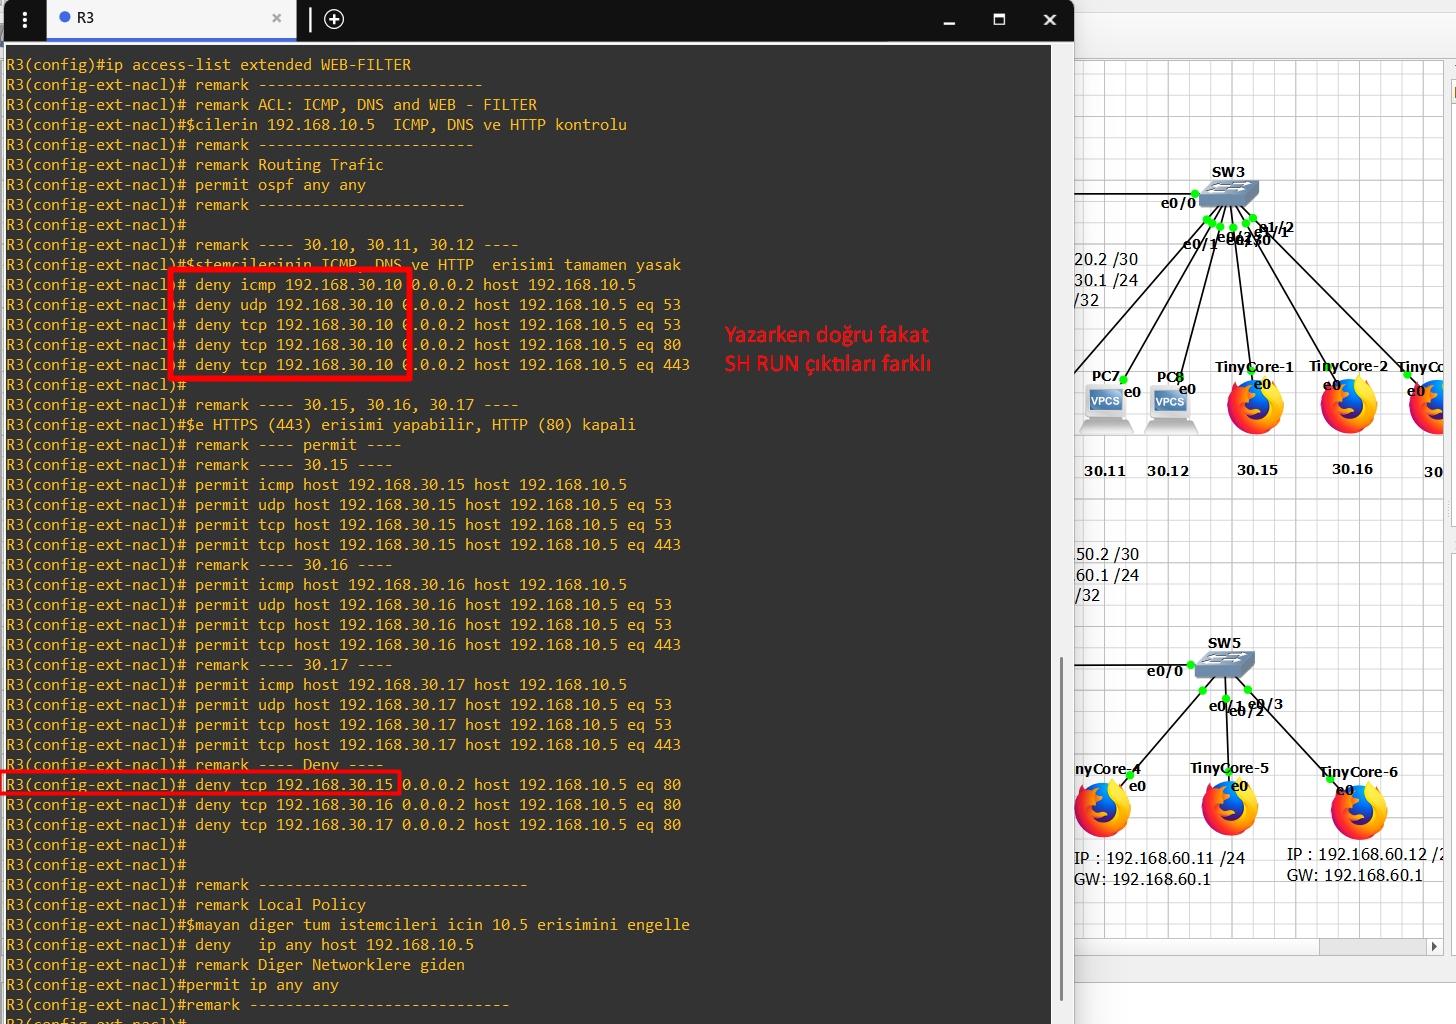 R3
R3(config)#ip access-list extended WEB-FILTER
R3(config-ext-nacl)# remark -------------------------
R3(config-ext-nacl)# remark ACL: ICMP, DNS and WEB - FILTER
R3(config-ext-nacl)#$cilerin 192.168.10.5  ICMP, DNS ve HTTP kontrolu
R3(config-ext-nacl)# remark ------------------------
R3(config-ext-nacl)# remark Routing Trafic
R3(config-ext-nacl)# permit ospf any any
R3(config-ext-nacl)# remark -----------------------
R3(config-ext-nacl)#
R3(config-ext-nacl)# remark ---- 30.10, 30.11, 30.12 ----
R3(config-ext-nacl)#$stemcilerinin ICMP, DNS ve HTTP  erisimi tamamen yasak
R3(config-ext-nacl)# deny icmp 192.168.30.10 0.0.0.2 host 192.168.10.5
R3(config-ext-nacl)# deny udp 192.168.30.10 0.0.0.2 host 192.168.10.5 eq 53
R3(config-ext-nacl)# deny tcp 192.168.30.10 0.0.0.2 host 192.168.10.5 eq 53
R3(config-ext-nacl)# deny tcp 192.168.30.10 0.0.0.2 host 192.168.10.5 eq 80
R3(config-ext-nacl)# deny tcp 192.168.30.10 0.0.0.2 host 192.168.10.5 eq 443
R3(config-ext-nacl)#
R3(config-ext-nacl)# remark ---- 30.15, 30.16, 30.17 ----
R3(config-ext-nacl)#$e HTTPS (443) erisimi yapabilir, HTTP (80) kapali
R3(config-ext-nacl)# remark ---- permit ----
R3(config-ext-nacl)# remark ---- 30.15 ----
R3(config-ext-nacl)# permit icmp host 192.168.30.15 host 192.168.10.5
R3(config-ext-nacl)# permit udp host 192.168.30.15 host 192.168.10.5 eq 53
R3(config-ext-nacl)# permit tcp host 192.168.30.15 host 192.168.10.5 eq 53
R3(config-ext-nacl)# permit tcp host 192.168.30.15 host 192.168.10.5 eq 443
R3(config-ext-nacl)# remark ---- 30.16 ----
R3(config-ext-nacl)# permit icmp host 192.168.30.16 host 192.168.10.5
R3(config-ext-nacl)# permit udp host 192.168.30.16 host 192.168.10.5 eq 53
R3(config-ext-nacl)# permit tcp host 192.168.30.16 host 192.168.10.5 eq 53
R3(config-ext-nacl)# permit tcp host 192.168.30.16 host 192.168.10.5 eq 443
R3(config-ext-nacl)# remark ---- 30.17 ----
R3(config-ext-nacl)# permit icmp host 192.168.30.17 host 192.168.10.5
R3(config-ext-nacl)# permit udp host 192.168.30.17 host 192.168.10.5 eq 53
R3(config-ext-nacl)# permit tcp host 192.168.30.17 host 192.168.10.5 eq 53
R3(config-ext-nacl)# permit tcp host 192.168.30.17 host 192.168.10.5 eq 443
R3(config-ext-nacl)# remark ---- Deny ----
R3(config-ext-nacl)# deny tcp 192.168.30.15 0.0.0.2 host 192.168.10.5 eq 80
R3(config-ext-nacl)# deny tcp 192.168.30.16 0.0.0.2 host 192.168.10.5 eq 80
R3(config-ext-nacl)# deny tcp 192.168.30.17 0.0.0.2 host 192.168.10.5 eq 80
R3(config-ext-nacl)#
R3(config-ext-nacl)#
R3(config-ext-nacl)# remark ------------------------------
R3(config-ext-nacl)# remark Local Policy
R3(config-ext-nacl)#$mayan diger tum istemcileri icin 10.5 erisimini engelle
R3(config-ext-nacl)# deny   ip any host 192.168.10.5
R3(config-ext-nacl)# remark Diger Networklere giden
R3(config-ext-nacl)#permit ip any any
R3(config-ext-nacl)#remark -----------------------------
R3(config-ext-nacl)#
Yazarken doğru fakat
SH RUN çıktıları farklı
SW3
e0/0
e0/1
e1/2
20.2 /30
30.1 /24
/32
PC7
e0
VPCS
PC8
e0
VPCS
TinyCore-1
e0
TinyCore-2
e0
TinyCo
e0
30.11
30.12
30.15
30.16
30
50.2 /30
60.1 /24
/32
SW5
e0/0
e0/1
e0/2
e0/3
nyCore-4
e0
TinyCore-5
e0
TinyCore-6
e0
IP : 192.168.60.11 /24
GW: 192.168.60.1
IP : 192.168.60.12 /2
GW: 192.168.60.1